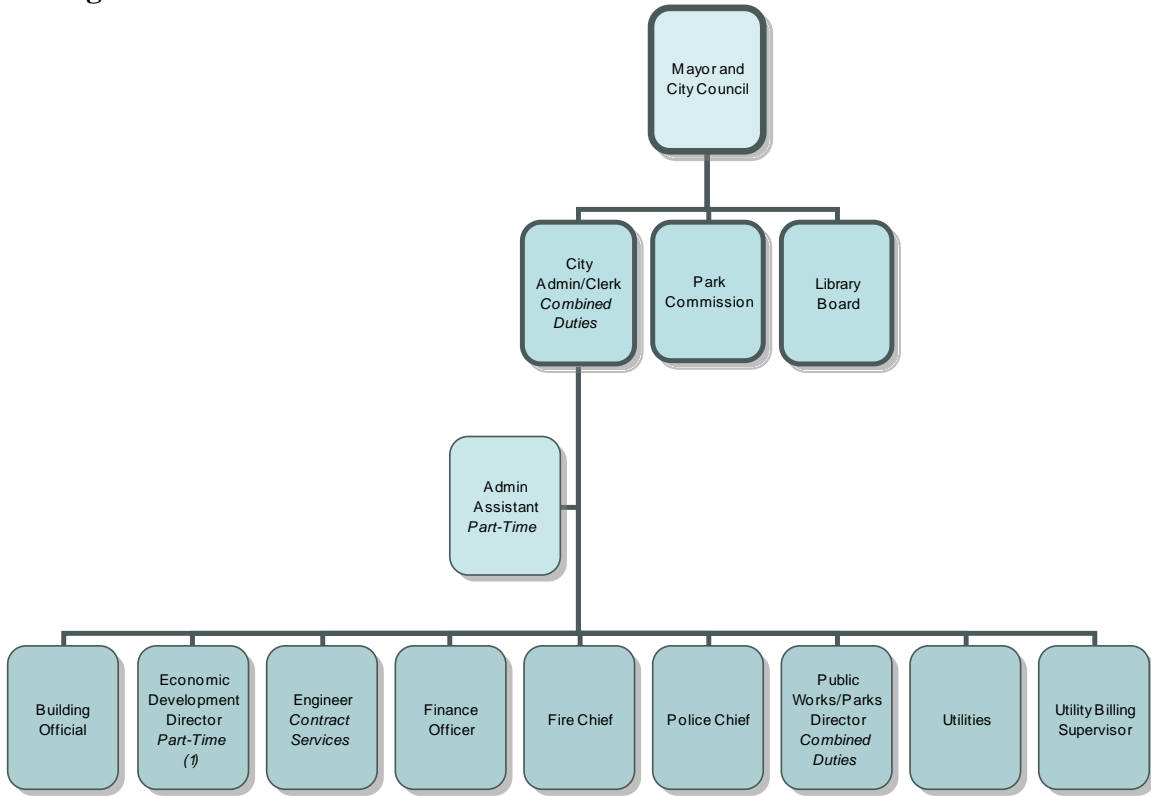 Mayor and
City Council
City
Admin/Clerk
Combined
Duties
Park
Commission
Library
Board
Admin
Assistant
Part-Time
Building
Official
Economic
Development
Director
Part-Time
(1)
Engineer
Contract
Services
Finance
Officer
Fire Chief
Police Chief
Public
Works/Parks
Director
Combined
Duties
Utilities
Utility Billing
Supervisor